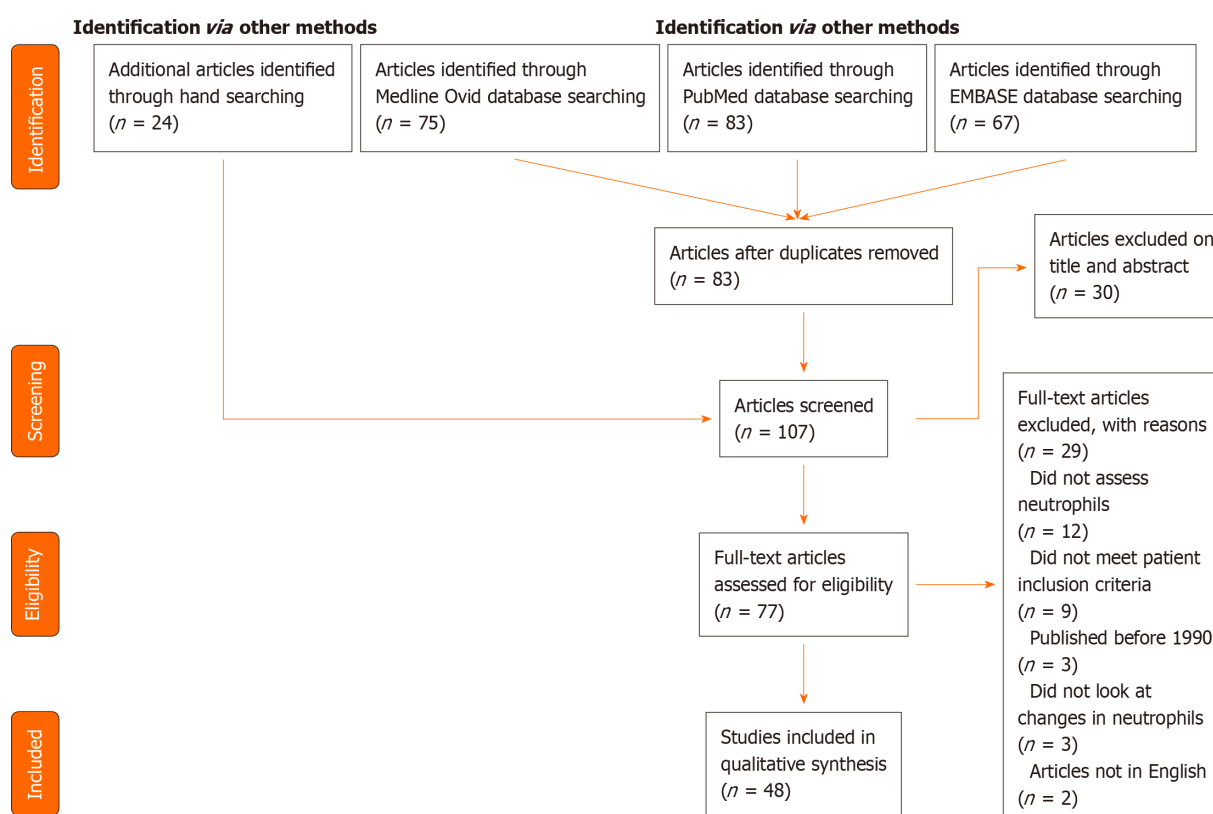 Identification via other methods
Identification via other methods
Identification
Additional articles identified
through hand searching
(n = 24)
Articles identified through
Medline Ovid database searching
(n = 75)
Articles identified through
PubMed database searching
(n = 83)
Articles identified through
EMBASE database searching
(n = 67)
Articles after duplicates removed
(n = 83)
Articles excluded on
title and abstract
(n = 30)
Screening
Articles screened
(n = 107)
Eligibility
Full-text articles
assessed for eligibility
(n = 77)
Full-text articles
excluded, with reasons
(n = 29)
Did not assess
neutrophils
(n = 12)
Did not meet patient
inclusion criteria
(n = 9)
Published before 1990
(n = 3)
Did not look at
changes in neutrophils
(n = 3)
Articles not in English
(n = 2)
Included
Studies included in
qualitative synthesis
(n = 48)